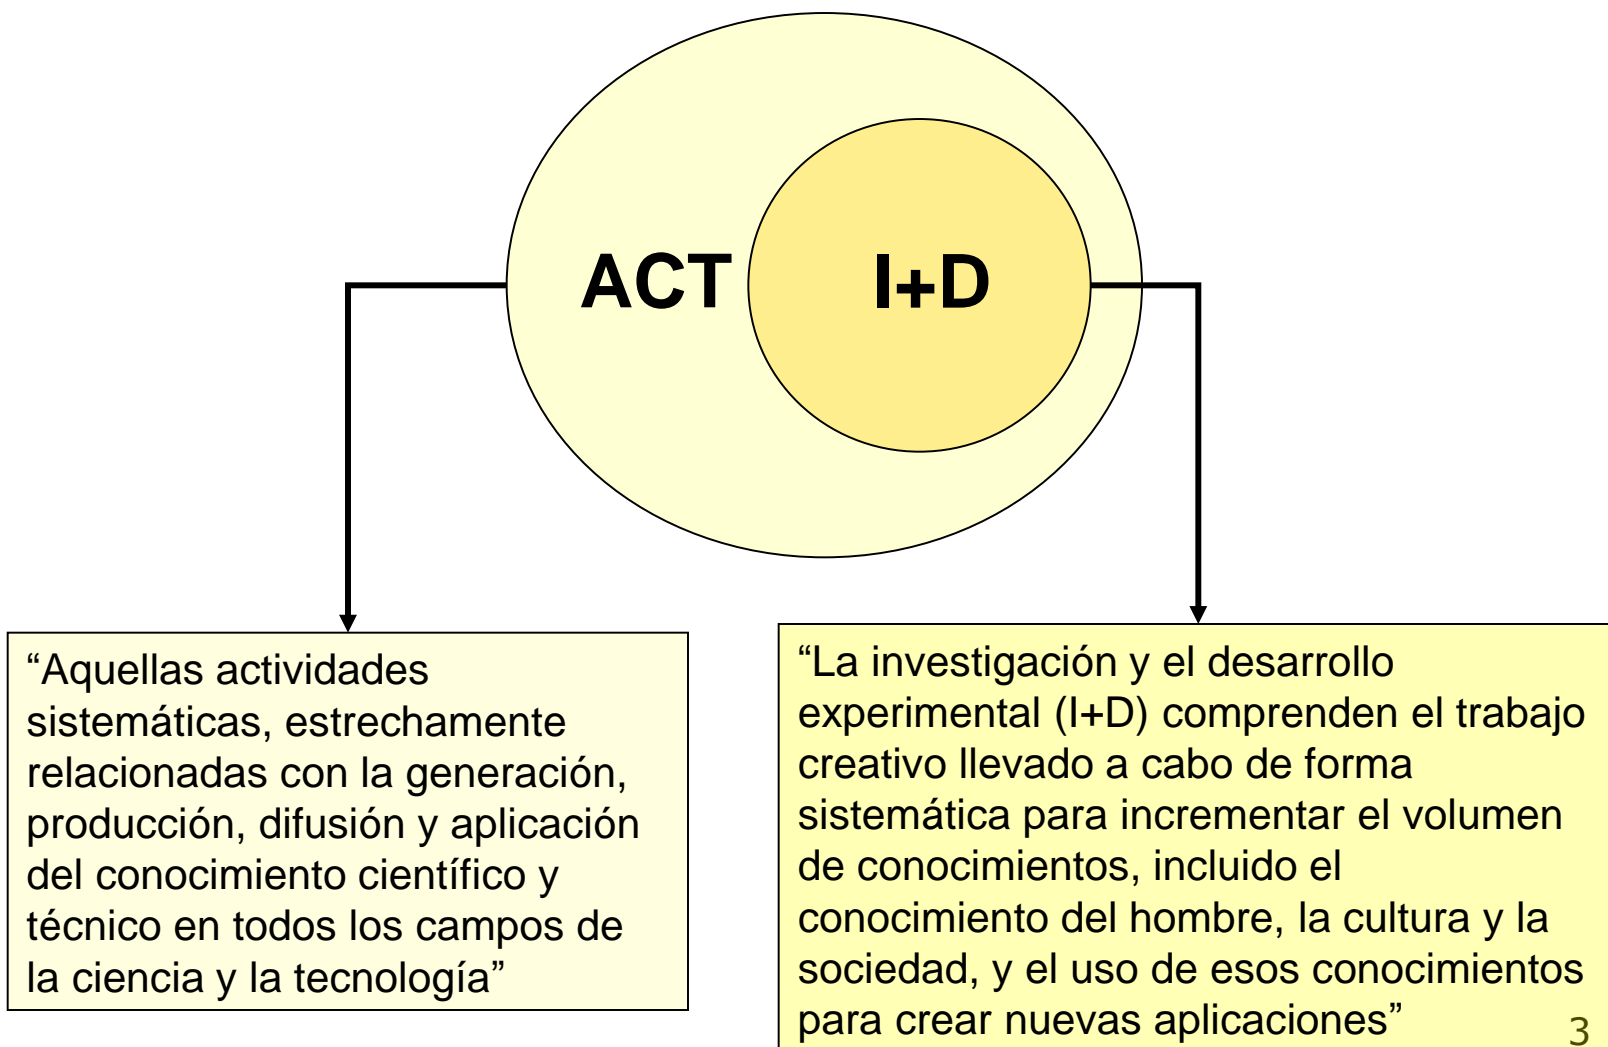 ACT
I+D
“Aquellas actividades
sistemáticas, estrechamente
relacionadas con la generación,
producción, difusión y aplicación
del conocimiento científico y
técnico en todos los campos de
la ciencia y la tecnología”
“La investigación y el desarrollo
experimental (I+D) comprenden el trabajo
creativo llevado a cabo de forma
sistemática para incrementar el volumen
de conocimientos, incluido el
conocimiento del hombre, la cultura y la
sociedad, y el uso de esos conocimientos
para crear nuevas aplicaciones”
3